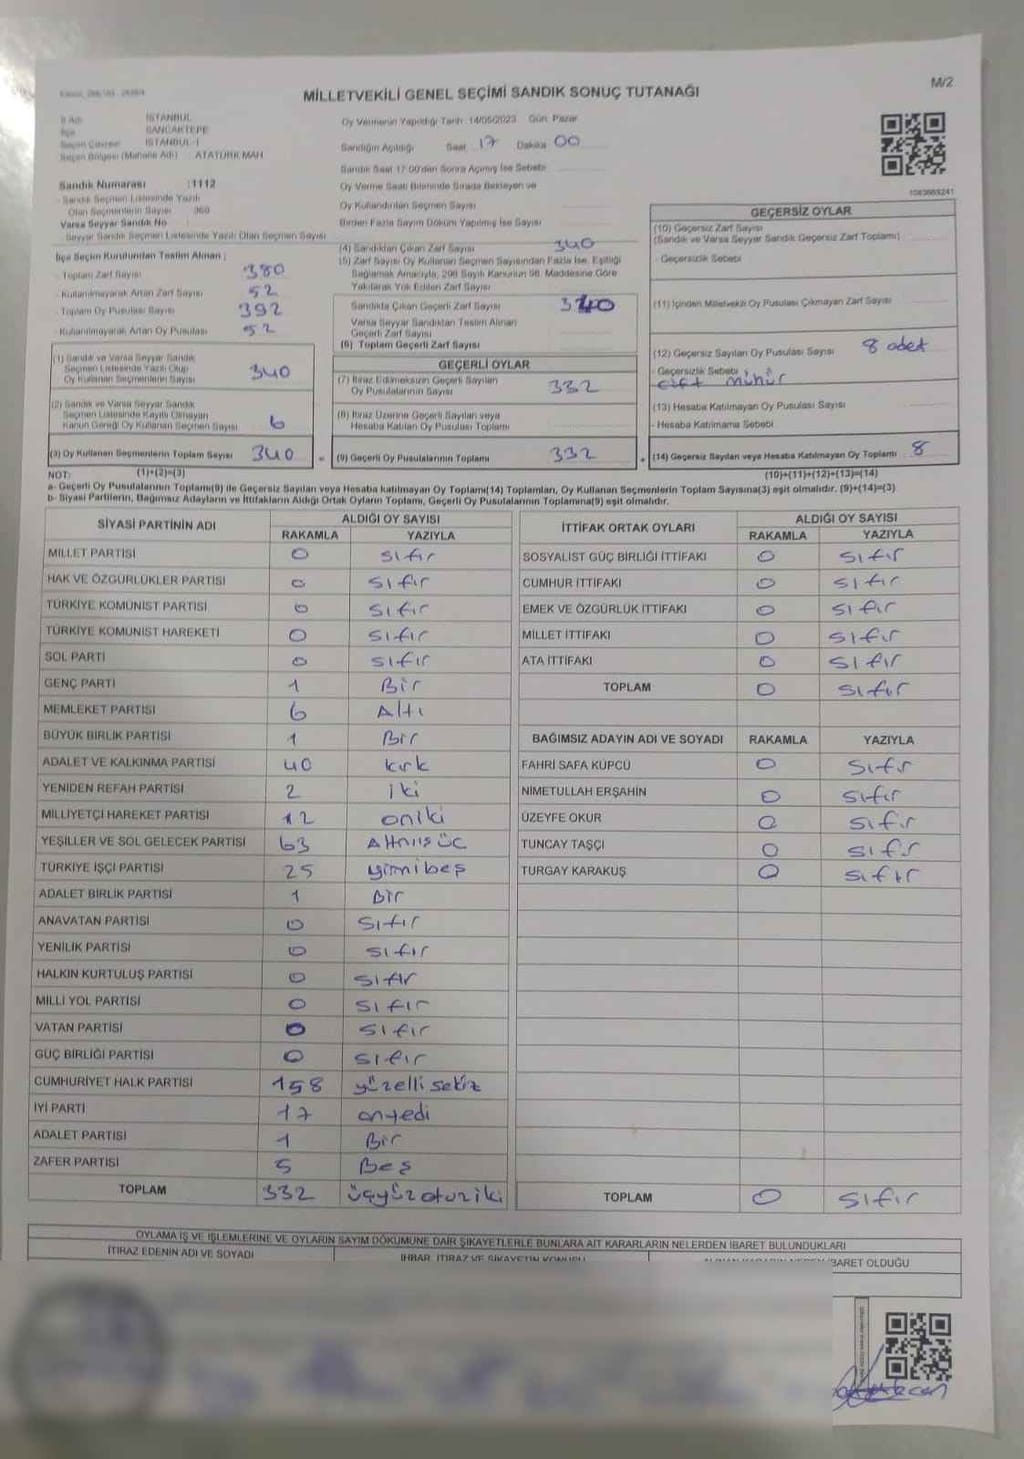 M/2
MİLLETVEKİLİ GENEL SEÇİMİ SANDIK SONUÇ TUTANAĞI
İSTANBUL
SANCAKTEPE
İSTANBUL-1
Seçim Bölgesi (Mahalle Adı) : ATATÜRK MAH
Sandık Numarası :1112
Sandık Seçmen Listesinde Yazılı
Olan Seçmenlerin Sayısı 360
Varsa Seyyar Sandık No
Seyyar Sandık Seçmen Listesinde Yazılı Olan Seçmen Sayısı
İlçe Seçim Kurulundan Teslim Alınan ;
- Toplam Zarf Sayısı 380
- Kullanılmayarak Artan Zarf Sayısı 52
- Toplam Oy Pusulası Sayısı 392
- Kullanılmayarak Artan Oy Pusulası 52
(1) Sandık ve Varsa Seyyar Sandık
Seçmen Listesinde Yazılı Olup
Oy Kullanan Seçmenlerin Sayısı 340
(2) Sandık ve Varsa Seyyar Sandık
Seçmen Listesinde Kayıtlı Olmayan
Kanun Gereği Oy Kullanan Seçmen Sayısı
(3) Oy Kullanan Seçmenlerin Toplam Sayısı 340 =
Oy Vermenin Yapıldığı Tarih :14/05/2023 Gün: Pazar
Sandığın Açıldığı Saat 17 Dakika 00
Sandık Saat 17:00'den Sonra Açılmış İse Sebebi
Oy Verme Saati Bitiminde Sırada Bekleyen ve
Oy Kullandırılan Seçmen Sayısı
Birden Fazla Sayım Döküm Yapılmış İse Sayısı
(4) Sandıktan Çıkan Zarf Sayısı 340
(5) Zarf Sayısı Oy Kullanan Seçmen Sayısından Fazla İse, Eşitliği
Sağlamak Amacıyla, 298 Sayılı Kanunun 98. Maddesine Göre
Yakılarak Yok Edilen Zarf Sayısı
Sandıkta Çıkan Geçerli Zarf Sayısı 340
Varsa Seyyar Sandıktan Teslim Alınan
Geçerli Zarf Sayısı
(6) Toplam Geçerli Zarf Sayısı
GEÇERLİ OYLAR
(7) İtiraz Edilmeksizin Geçerli Sayılan
Oy Pusulalarının Sayısı 332
(8) İtiraz Üzerine Geçerli Sayılan veya
Hesaba Katılan Oy Pusulaları Toplamı
(9) Geçerli Oy Pusulalarının Toplamı 332 +
1083663241
GEÇERSİZ OYLAR
(10) Geçersiz Zarf Sayısı
(Sandık ve Varsa Seyyar Sandık Geçersiz Zarf Toplamı)
- Geçersizlik Sebebi
(11) İçinden Milletvekili Oy Pusulası Çıkmayan Zarf Sayısı
(12) Geçersiz Sayılan Oy Pusulası Sayısı 8 adet
- Geçersizlik Sebebi
çift mühür
(13) Hesaba Katılmayan Oy Pusulası Sayısı
- Hesaba Katılmama Sebebi
(14) Geçersiz Sayılan veya Hesaba Katılmayan Oy Toplamı 8
NOT: (1)+(2)=(3) (10)+(11)+(12)+(13)=(14)
a- Geçerli Oy Pusulalarının Toplamı(9) ile Geçersiz Sayılan veya Hesaba katılmayan Oy Toplamı(14) Toplamları, Oy Kullanan Seçmenlerin Toplam Sayısına(3) eşit olmalıdır. (9)+(14)=(3)
b- Siyasi Partilerin, Bağımsız Adayların ve İttifakların Aldığı Ortak Oyların Toplamı, Geçerli Oy Pusulalarının Toplamına(9) eşit olmalıdır.
SİYASİ PARTİNİN ADI ALDIĞI OY SAYISI
RAKAMLA YAZIYLA
MİLLET PARTİSİ 0 sıfır
HAK VE ÖZGÜRLÜKLER PARTİSİ 0 sıfır
TÜRKİYE KOMÜNİST PARTİSİ 0 sıfır
TÜRKİYE KOMÜNİST HAREKETİ 0 sıfır
SOL PARTİ 0 sıfır
GENÇ PARTİ 1 Bir
MEMLEKET PARTİSİ 6 Altı
BÜYÜK BİRLİK PARTİSİ 1 Bir
ADALET VE KALKINMA PARTİSİ 40 kırk
YENİDEN REFAH PARTİSİ 2 iki
MİLLİYETÇİ HAREKET PARTİSİ 12 oniki
YEŞİLLER VE SOL GELECEK PARTİSİ 63 Altmış üç
TÜRKİYE İŞÇİ PARTİSİ 25 yirmibeş
ADALET BİRLİK PARTİSİ 1 Bir
ANAVATAN PARTİSİ 0 sıfır
YENİLİK PARTİSİ 0 sıfır
HALKIN KURTULUŞ PARTİSİ 0 sıfır
MİLLİ YOL PARTİSİ 0 sıfır
VATAN PARTİSİ 0 sıfır
GÜÇ BİRLİĞİ PARTİSİ 0 sıfır
CUMHURİYET HALK PARTİSİ 158 yüzelli sekiz
İYİ PARTİ 17 onyedi
ADALET PARTİSİ 1 Bir
ZAFER PARTİSİ 5 Beş
TOPLAM 332 üçyüz otuz iki
İTTİFAK ORTAK OYLARI ALDIĞI OY SAYISI
RAKAMLA YAZIYLA
SOSYALİST GÜÇ BİRLİĞİ İTTİFAKI 0 sıfır
CUMHUR İTTİFAKI 0 sıfır
EMEK VE ÖZGÜRLÜK İTTİFAKI 0 sıfır
MİLLET İTTİFAKI 0 sıfır
ATA İTTİFAKI 0 sıfır
TOPLAM 0 sıfır
BAĞIMSIZ ADAYIN ADI VE SOYADI RAKAMLA YAZIYLA
FAHRİ SAFA KÜPCÜ 0 sıfır
NİMETULLAH ERŞAHİN 0 sıfır
ÜZEYFE OKUR 0 sıfır
TUNCAY TAŞÇI 0 sıfır
TURGAY KARAKUŞ 0 sıfır
TOPLAM 0 sıfır
OYLAMA İŞ VE İŞLEMLERİNE VE OYLARIN SAYIM DÖKÜMÜNE DAİR ŞİKAYETLERLE BUNLARA AİT KARARLARIN NELERDEN İBARET BULUNDUKLARI
İTİRAZ EDENİN ADI VE SOYADI İHBAR, İTİRAZ VE ŞİKAYETİN KONUSU BARET OLDUĞU